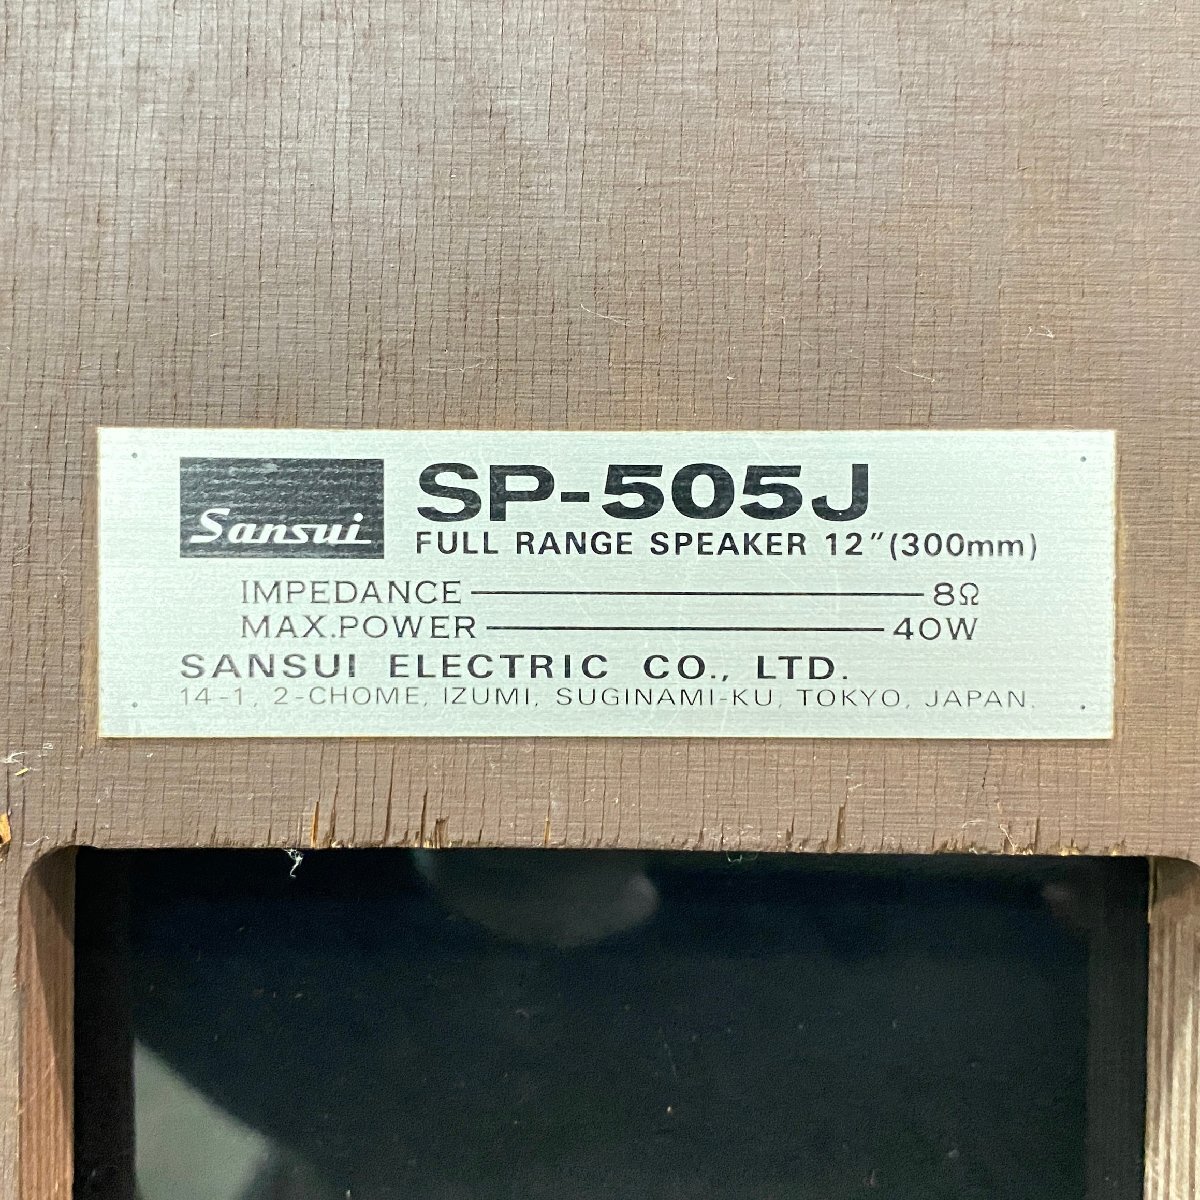 Sansui
SP-505J
FULL RANGE SPEAKER 12″(300mm)
IMPEDANCE 8Ω
MAX.POWER 40W
SANSUI ELECTRIC CO., LTD.
14-1, 2-CHOME, IZUMI, SUGINAMI-KU, TOKYO, JAPAN.